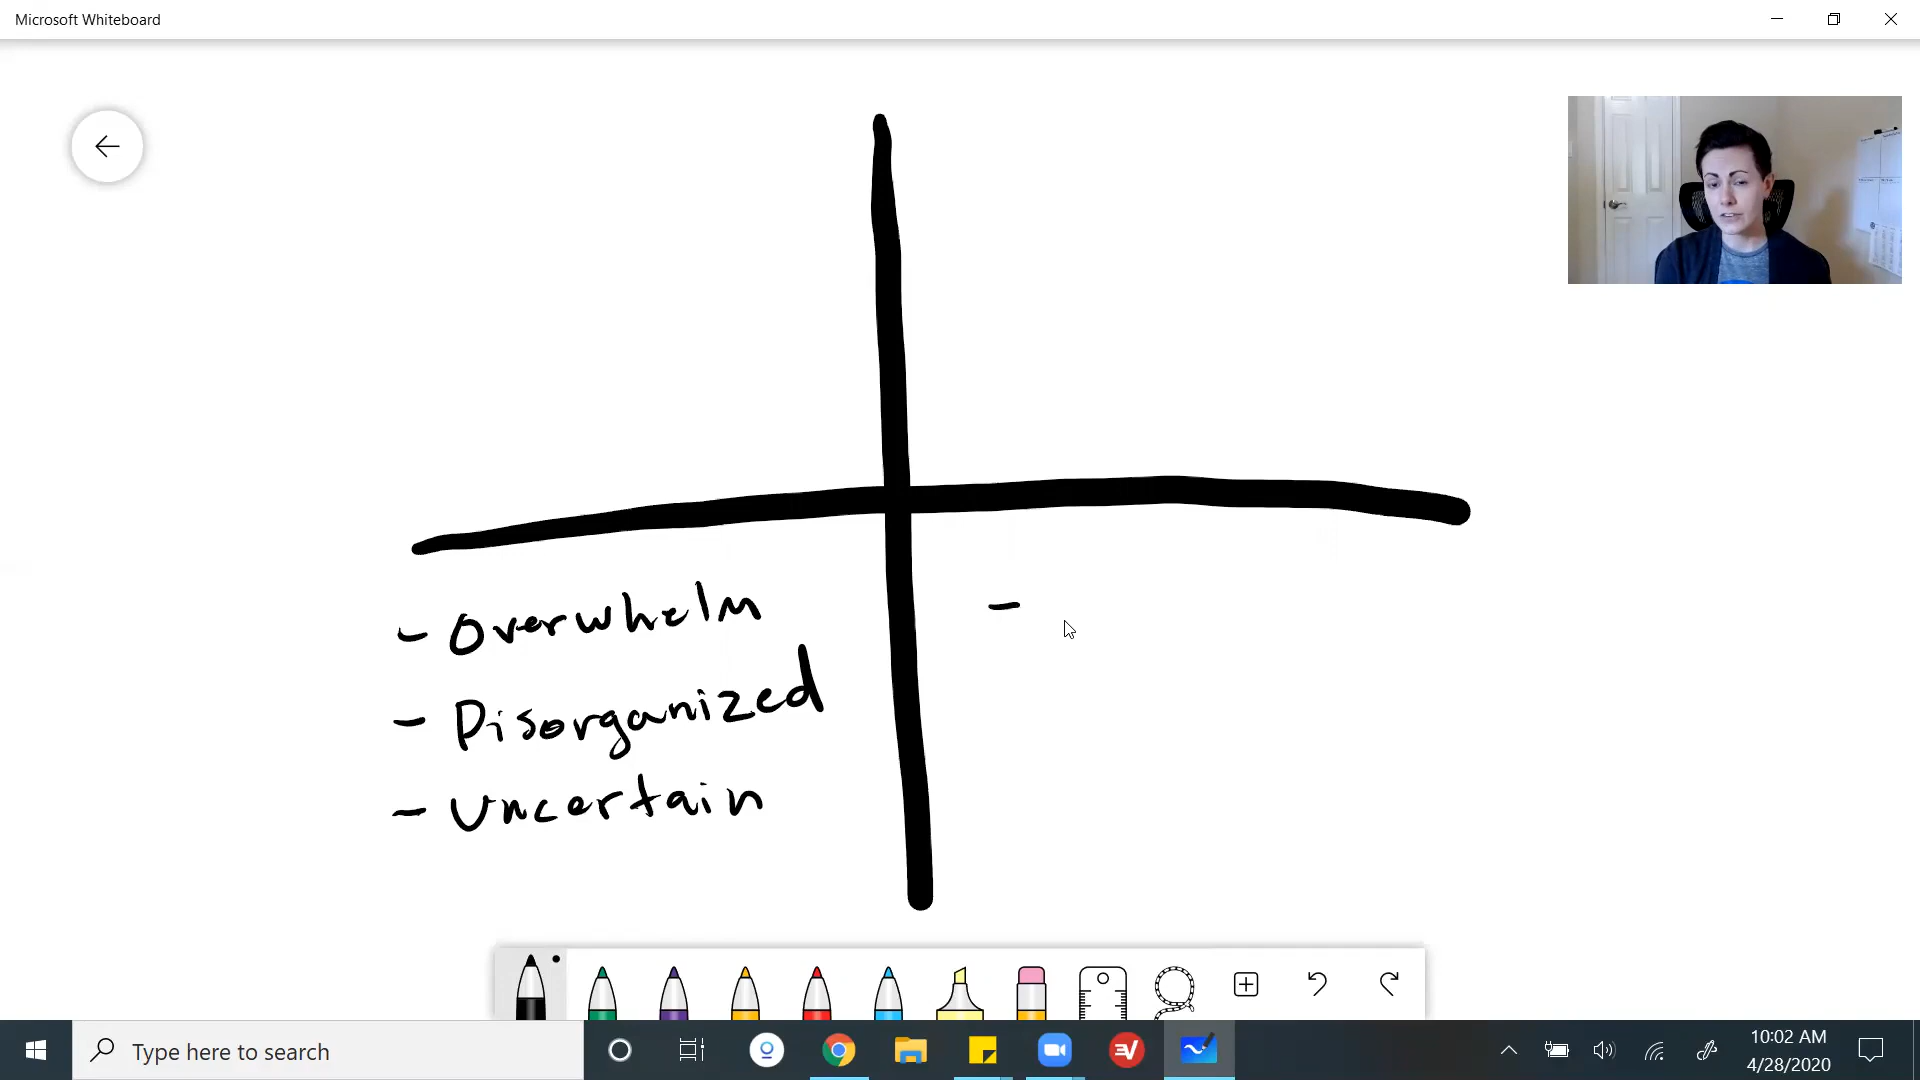 Microsoft Whiteboard
- Overwhelm
-
- Disorganized
- Uncertain
Type here to search
10:02 AM
4/28/2020